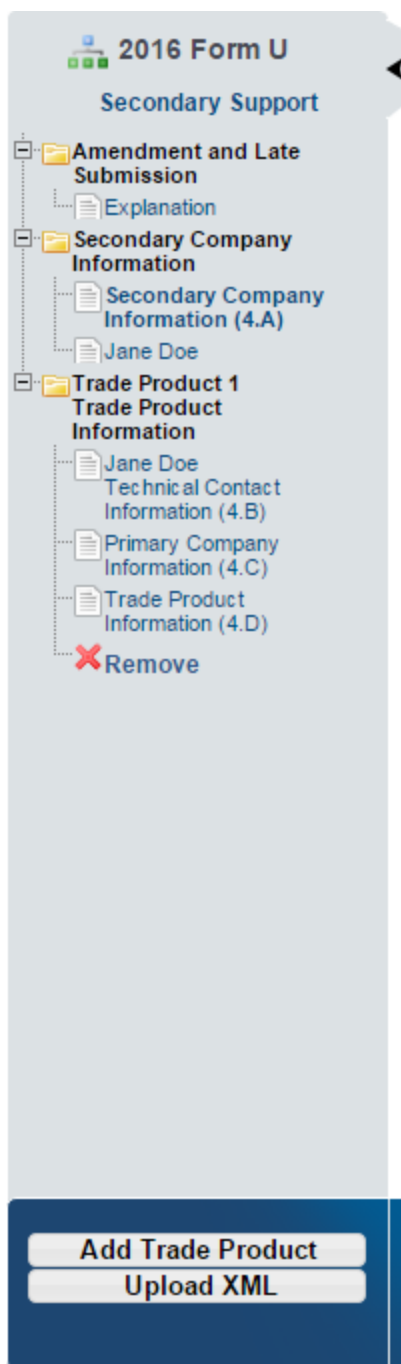 2016 Form U
Secondary Support
Amendment and Late
Submission
Explanation
Secondary Company
Information
Secondary Company
Information (4.A)
Jane Doe
Trade Product 1
Trade Product
Information
Jane Doe
Technical Contact
Information (4.B)
Primary Company
Information (4.C)
Trade Product
Information (4.D)
Remove
Add Trade Product
Upload XML